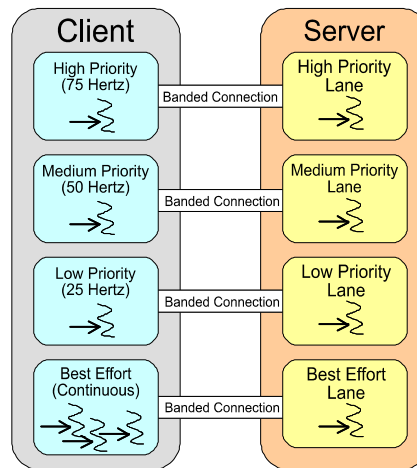 Client
Server
High Priority
(75 Hertz)
Banded Connection
High Priority
Lane
Medium Priority
(50 Hertz)
Banded Connection
Medium Priority
Lane
Low Priority
(25 Hertz)
Banded Connection
Low Priority
Lane
Best Effort
(Continuous)
Banded Connection
Best Effort
Lane